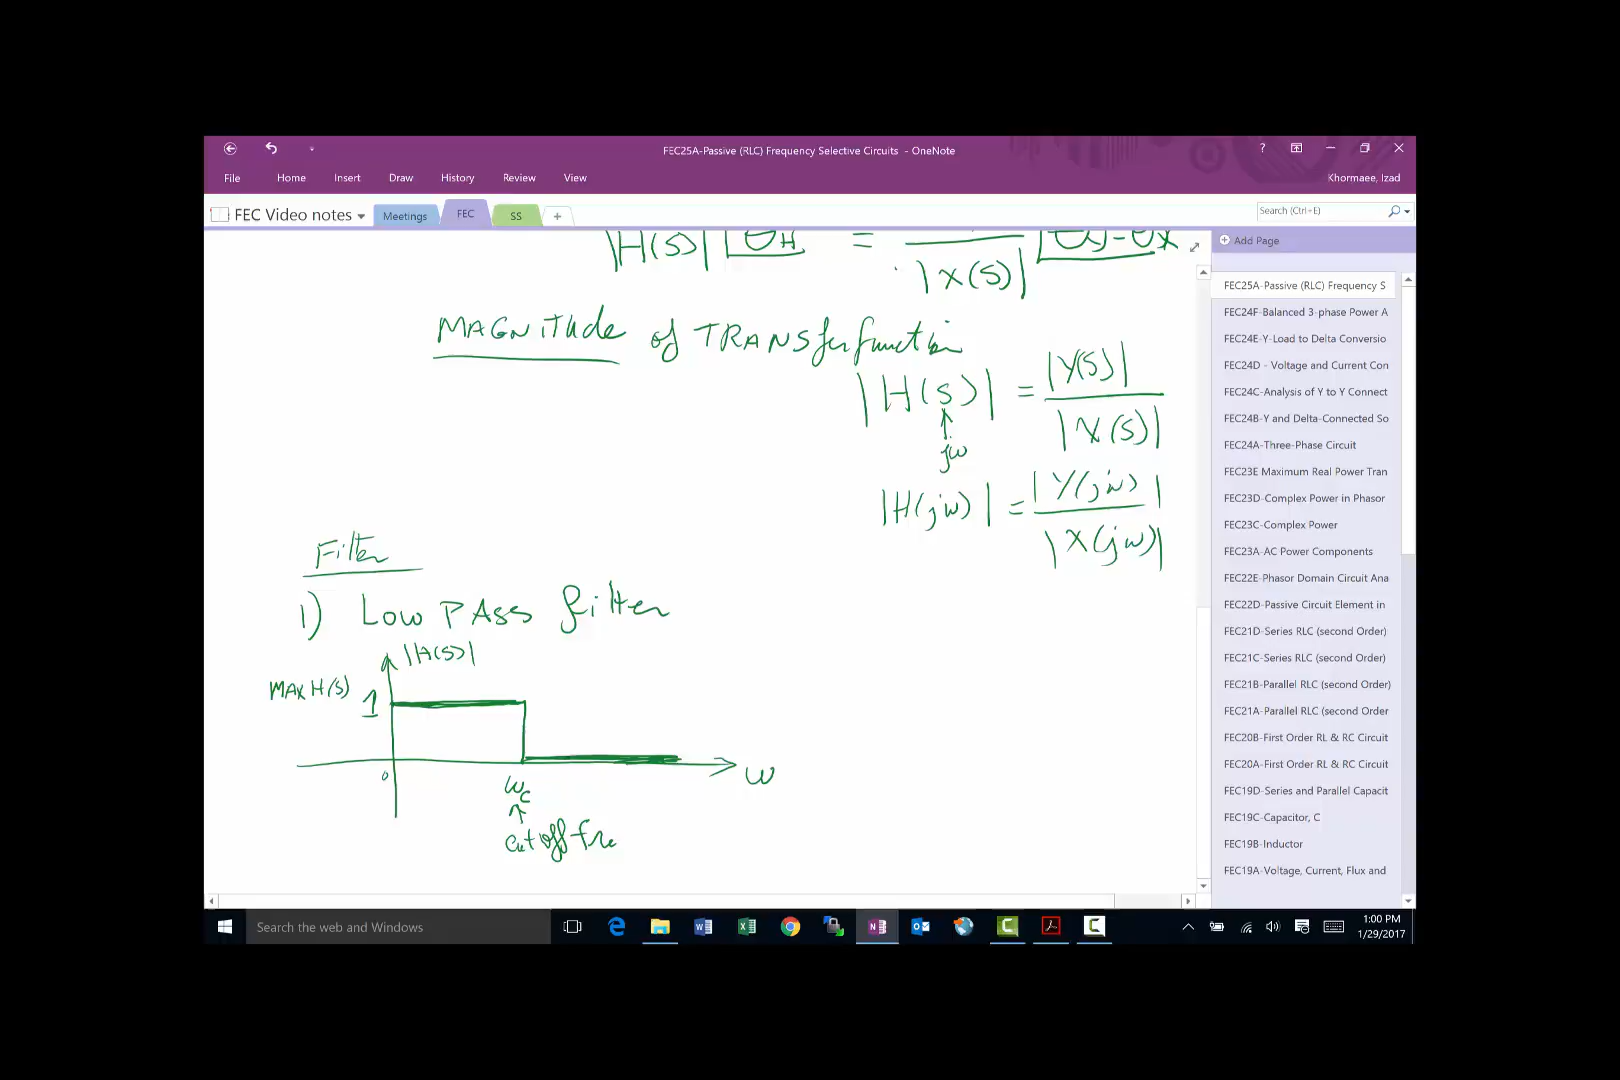 FEC25A-Passive (RLC) Frequency Selective Circuits - OneNote
?
File Home Insert Draw History Review View
Khormaee, Izad
FEC Video notes Meetings FEC SS +
Search (Ctrl+E)
|H(S)| θH = |X(S)| θy-θx
MAGNITUDE of TRANSferfunction
|H(S)| = |Y(S)| / |X(S)|
jω
|H(jω)| = |Y(jω)| / |X(jω)|
Filter
1) Low PAss filter
|H(S)|
MAX H(S) 1
0 ω
ωc
cut off fre
Add Page
FEC25A-Passive (RLC) Frequency S
FEC24F-Balanced 3-phase Power A
FEC24E-Y-Load to Delta Conversio
FEC24D - Voltage and Current Con
FEC24C-Analysis of Y to Y Connect
FEC24B-Y and Delta-Connected So
FEC24A-Three-Phase Circuit
FEC23E Maximum Real Power Tran
FEC23D-Complex Power in Phasor
FEC23C-Complex Power
FEC23A-AC Power Components
FEC22E-Phasor Domain Circuit Ana
FEC22D-Passive Circuit Element in
FEC21D-Series RLC (second Order)
FEC21C-Series RLC (second Order)
FEC21B-Parallel RLC (second Order)
FEC21A-Parallel RLC (second Order
FEC20B-First Order RL & RC Circuit
FEC20A-First Order RL & RC Circuit
FEC19D-Series and Parallel Capacit
FEC19C-Capacitor, C
FEC19B-Inductor
FEC19A-Voltage, Current, Flux and
Search the web and Windows
1:00 PM
1/29/2017